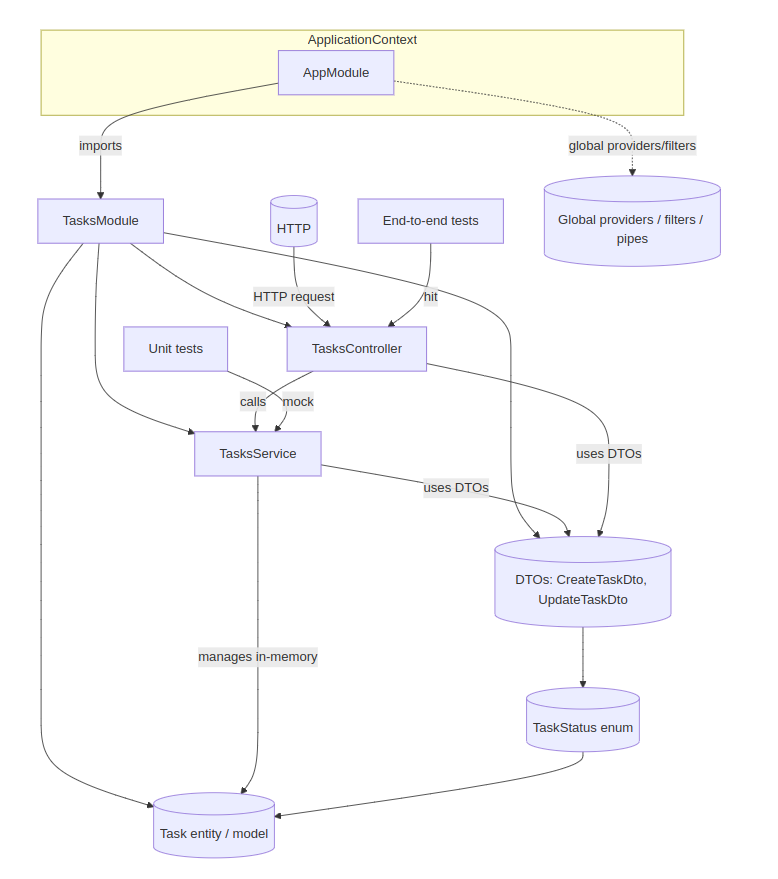 ApplicationContext
AppModule
imports
global providers/filters
TasksModule
HTTP
End-to-end tests
Global providers / filters /
pipes
HTTP request
hit
Unit tests
TasksController
calls
mock
TasksService
uses DTOs
uses DTOs
DTOs: CreateTaskDto,
UpdateTaskDto
manages in-memory
TaskStatus enum
Task entity / model